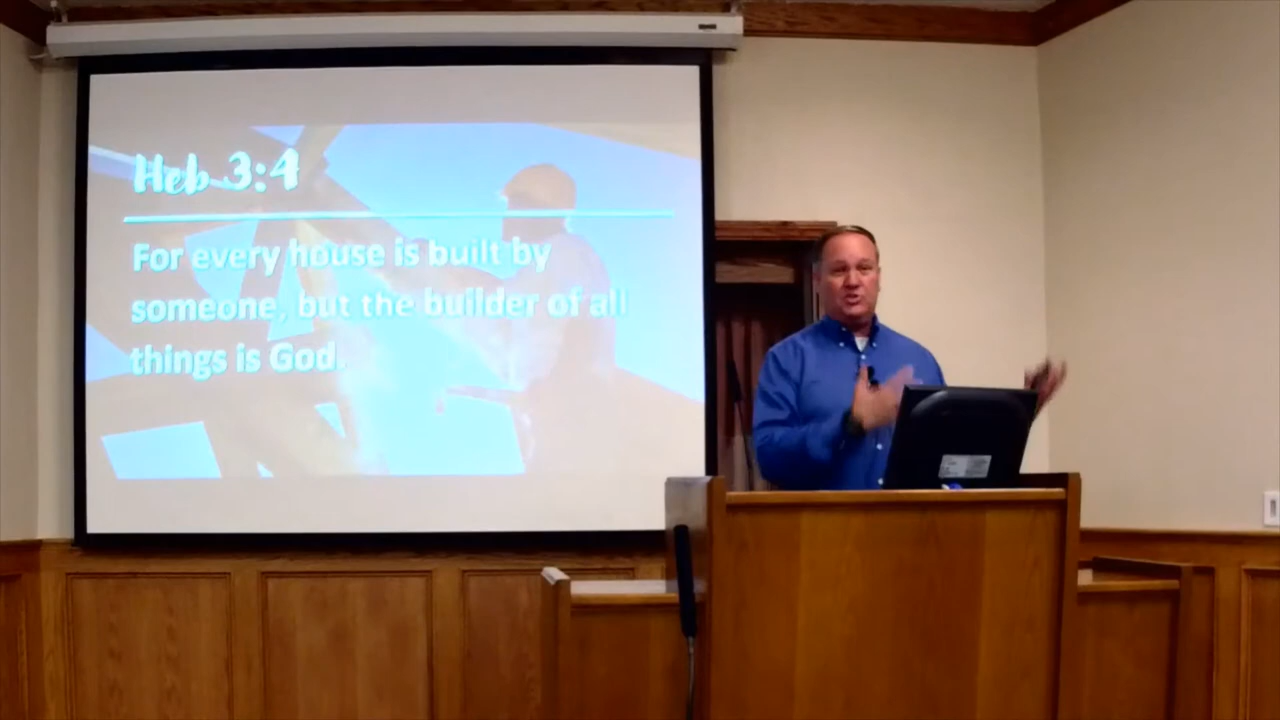 Heb 3:4
For every house is built by
someone, but the builder of all
things is God.